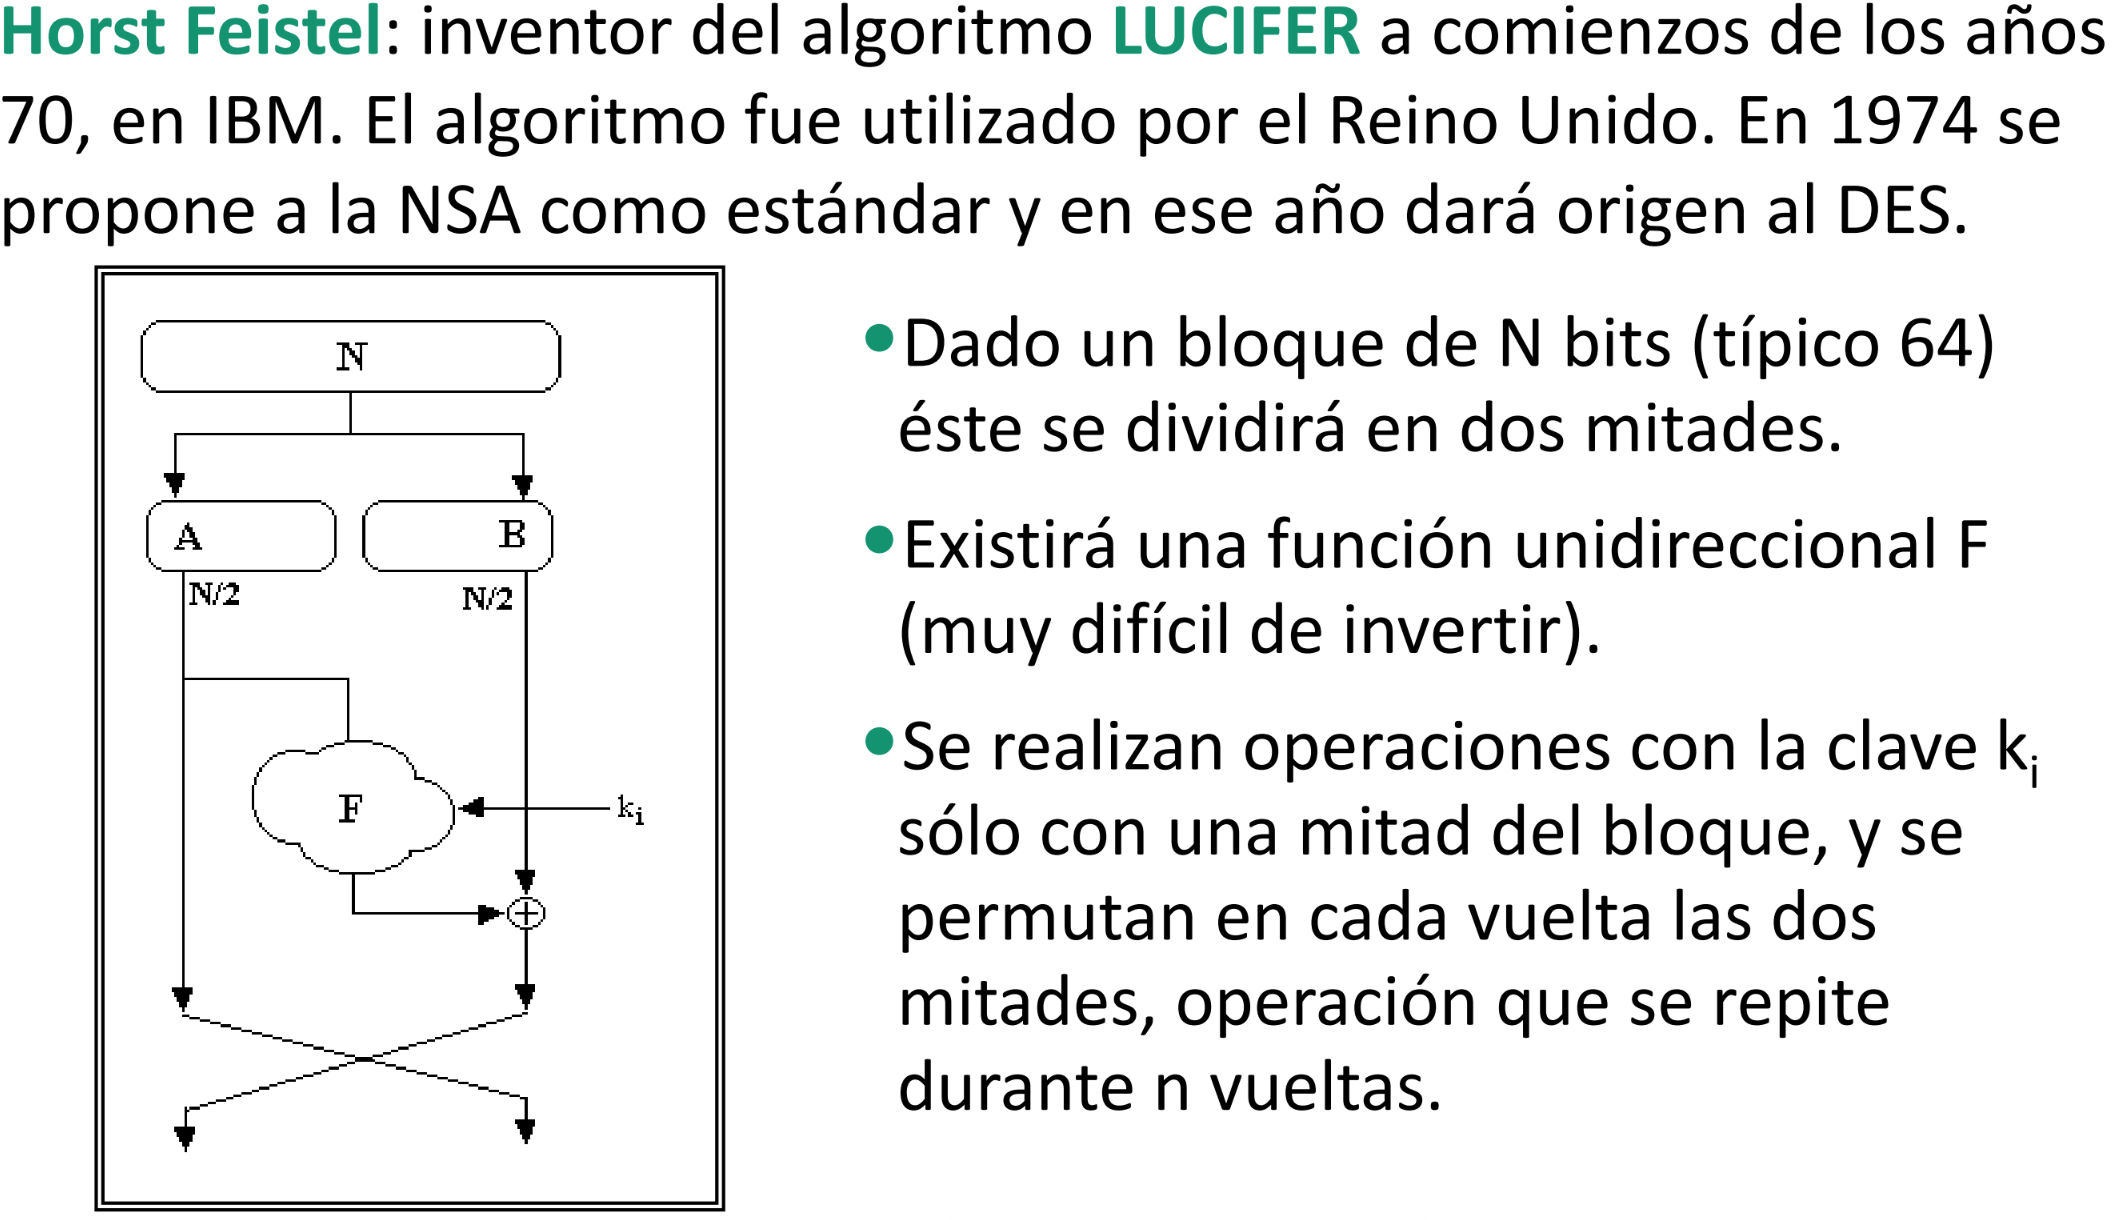 Horst Feistel: inventor del algoritmo LUCIFER a comienzos de los años
70, en IBM. El algoritmo fue utilizado por el Reino Unido. En 1974 se
propone a la NSA como estándar y en ese año dará origen al DES.
N
A
B
N/2
N/2
F
ki
•Dado un bloque de N bits (típico 64)
éste se dividirá en dos mitades.
•Existirá una función unidireccional F
(muy difícil de invertir).
•Se realizan operaciones con la clave ki
sólo con una mitad del bloque, y se
permutan en cada vuelta las dos
mitades, operación que se repite
durante n vueltas.